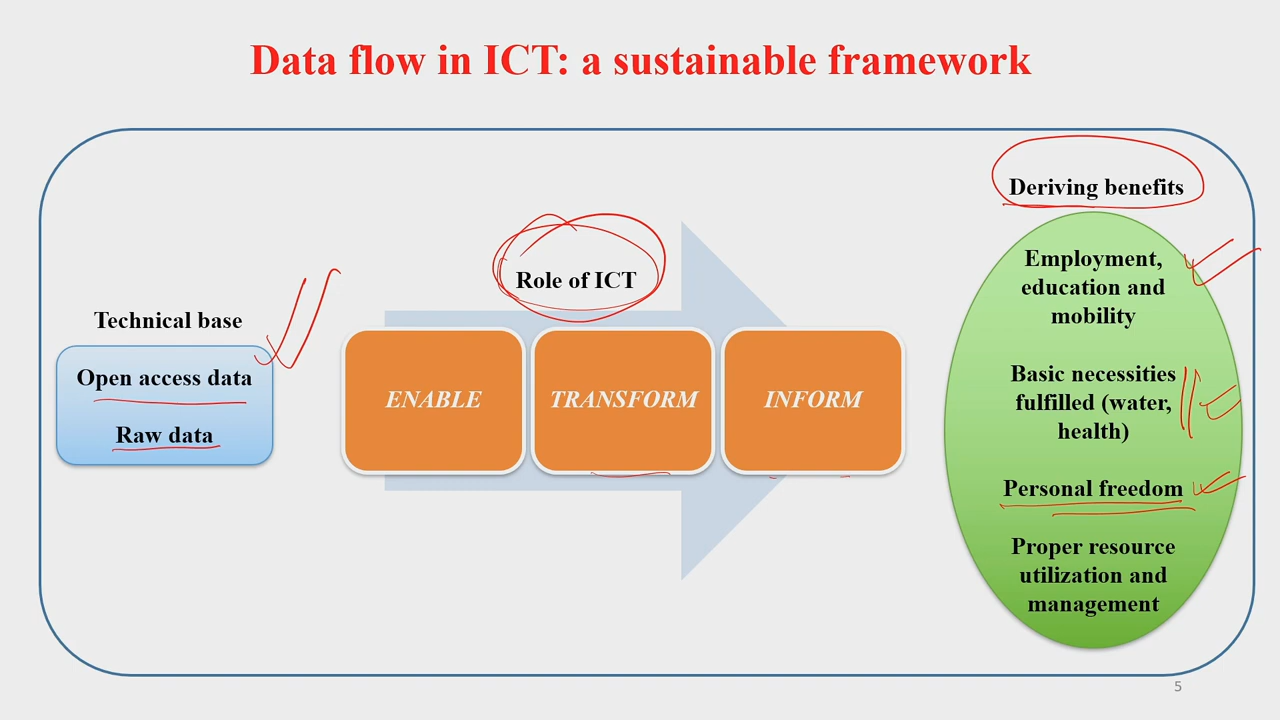 Data flow in ICT: a sustainable framework
Technical base
Open access data
Raw data
Role of ICT
ENABLE
TRANSFORM
INFORM
Deriving benefits
Employment,
education and
mobility
Basic necessities
fulfilled (water,
health)
Personal freedom
Proper resource
utilization and
management
5